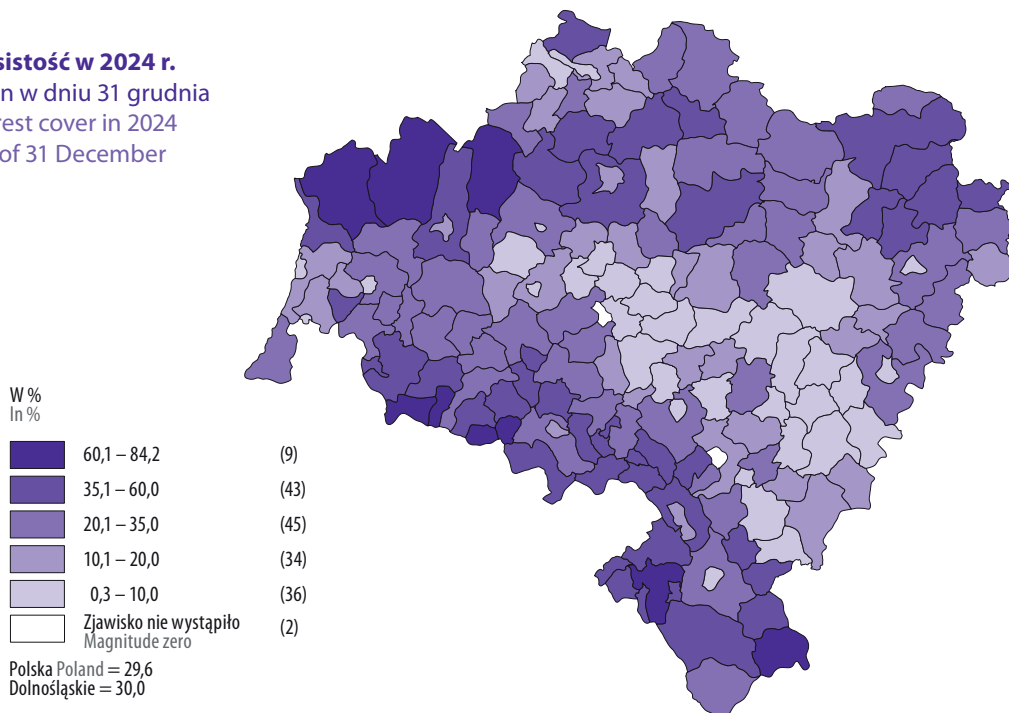 w 2024 r.
w dniu 31 grudnia
cover in 2024
of 31 December
W %
In %
60,1 – 84,2 (9)
35,1 – 60,0 (43)
20,1 – 35,0 (45)
10,1 – 20,0 (34)
0,3 – 10,0 (36)
Zjawisko nie wystąpiło (2)
Magnitude zero
Polska Poland = 29,6
Dolnośląskie = 30,0